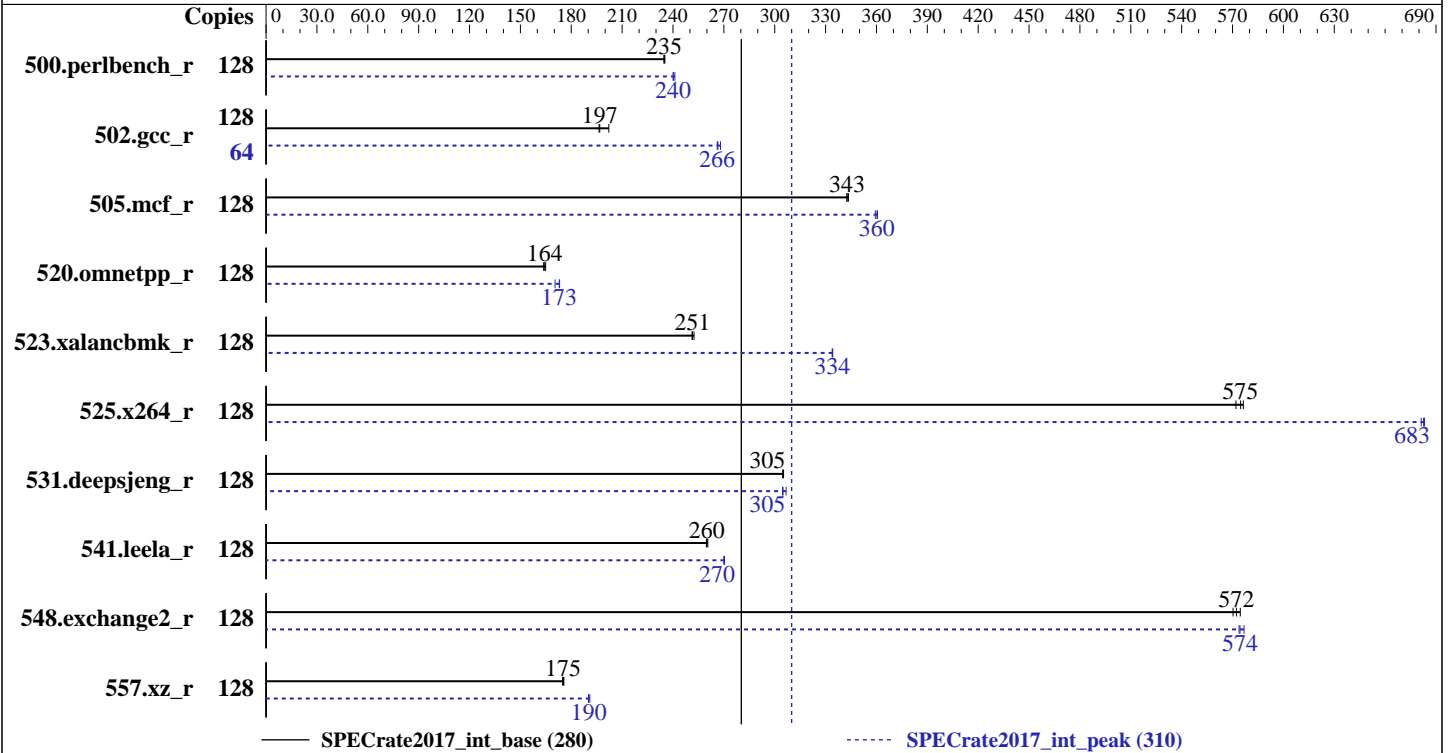 Copies 0 30.0 60.0 90.0 120 150 180 210 240 270 300 330 360 390 420 450 480 510 540 570 600 630 690
235
500.perlbench_r 128
240
128 197
502.gcc_r
64 266
343
505.mcf_r 128
360
164
520.omnetpp_r 128
173
251
523.xalancbmk_r 128
334
575
525.x264_r 128
683
305
531.deepsjeng_r 128
305
260
541.leela_r 128
270
572
548.exchange2_r 128
574
175
557.xz_r 128
190
SPECrate2017_int_base (280) SPECrate2017_int_peak (310)